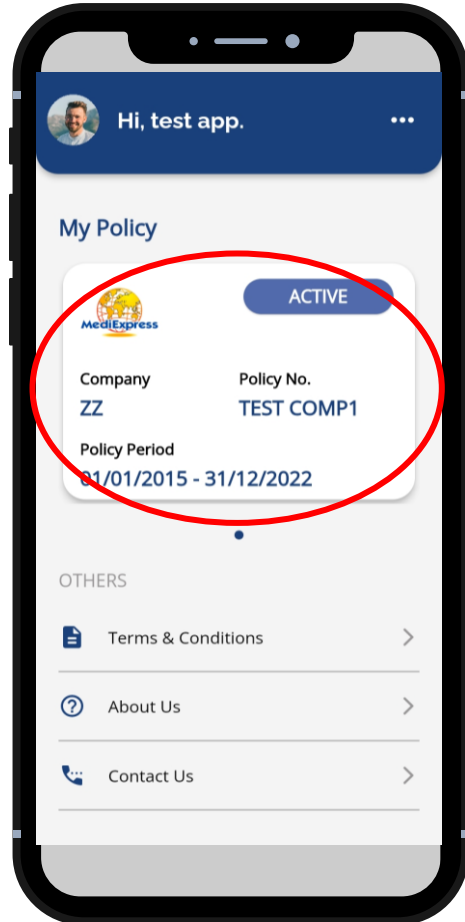 Hi, test app.
My Policy
MediExpress
ACTIVE
Company
Policy No.
ZZ
TEST COMP1
Policy Period
01/01/2015 - 31/12/2022
OTHERS
Terms & Conditions
About Us
Contact Us